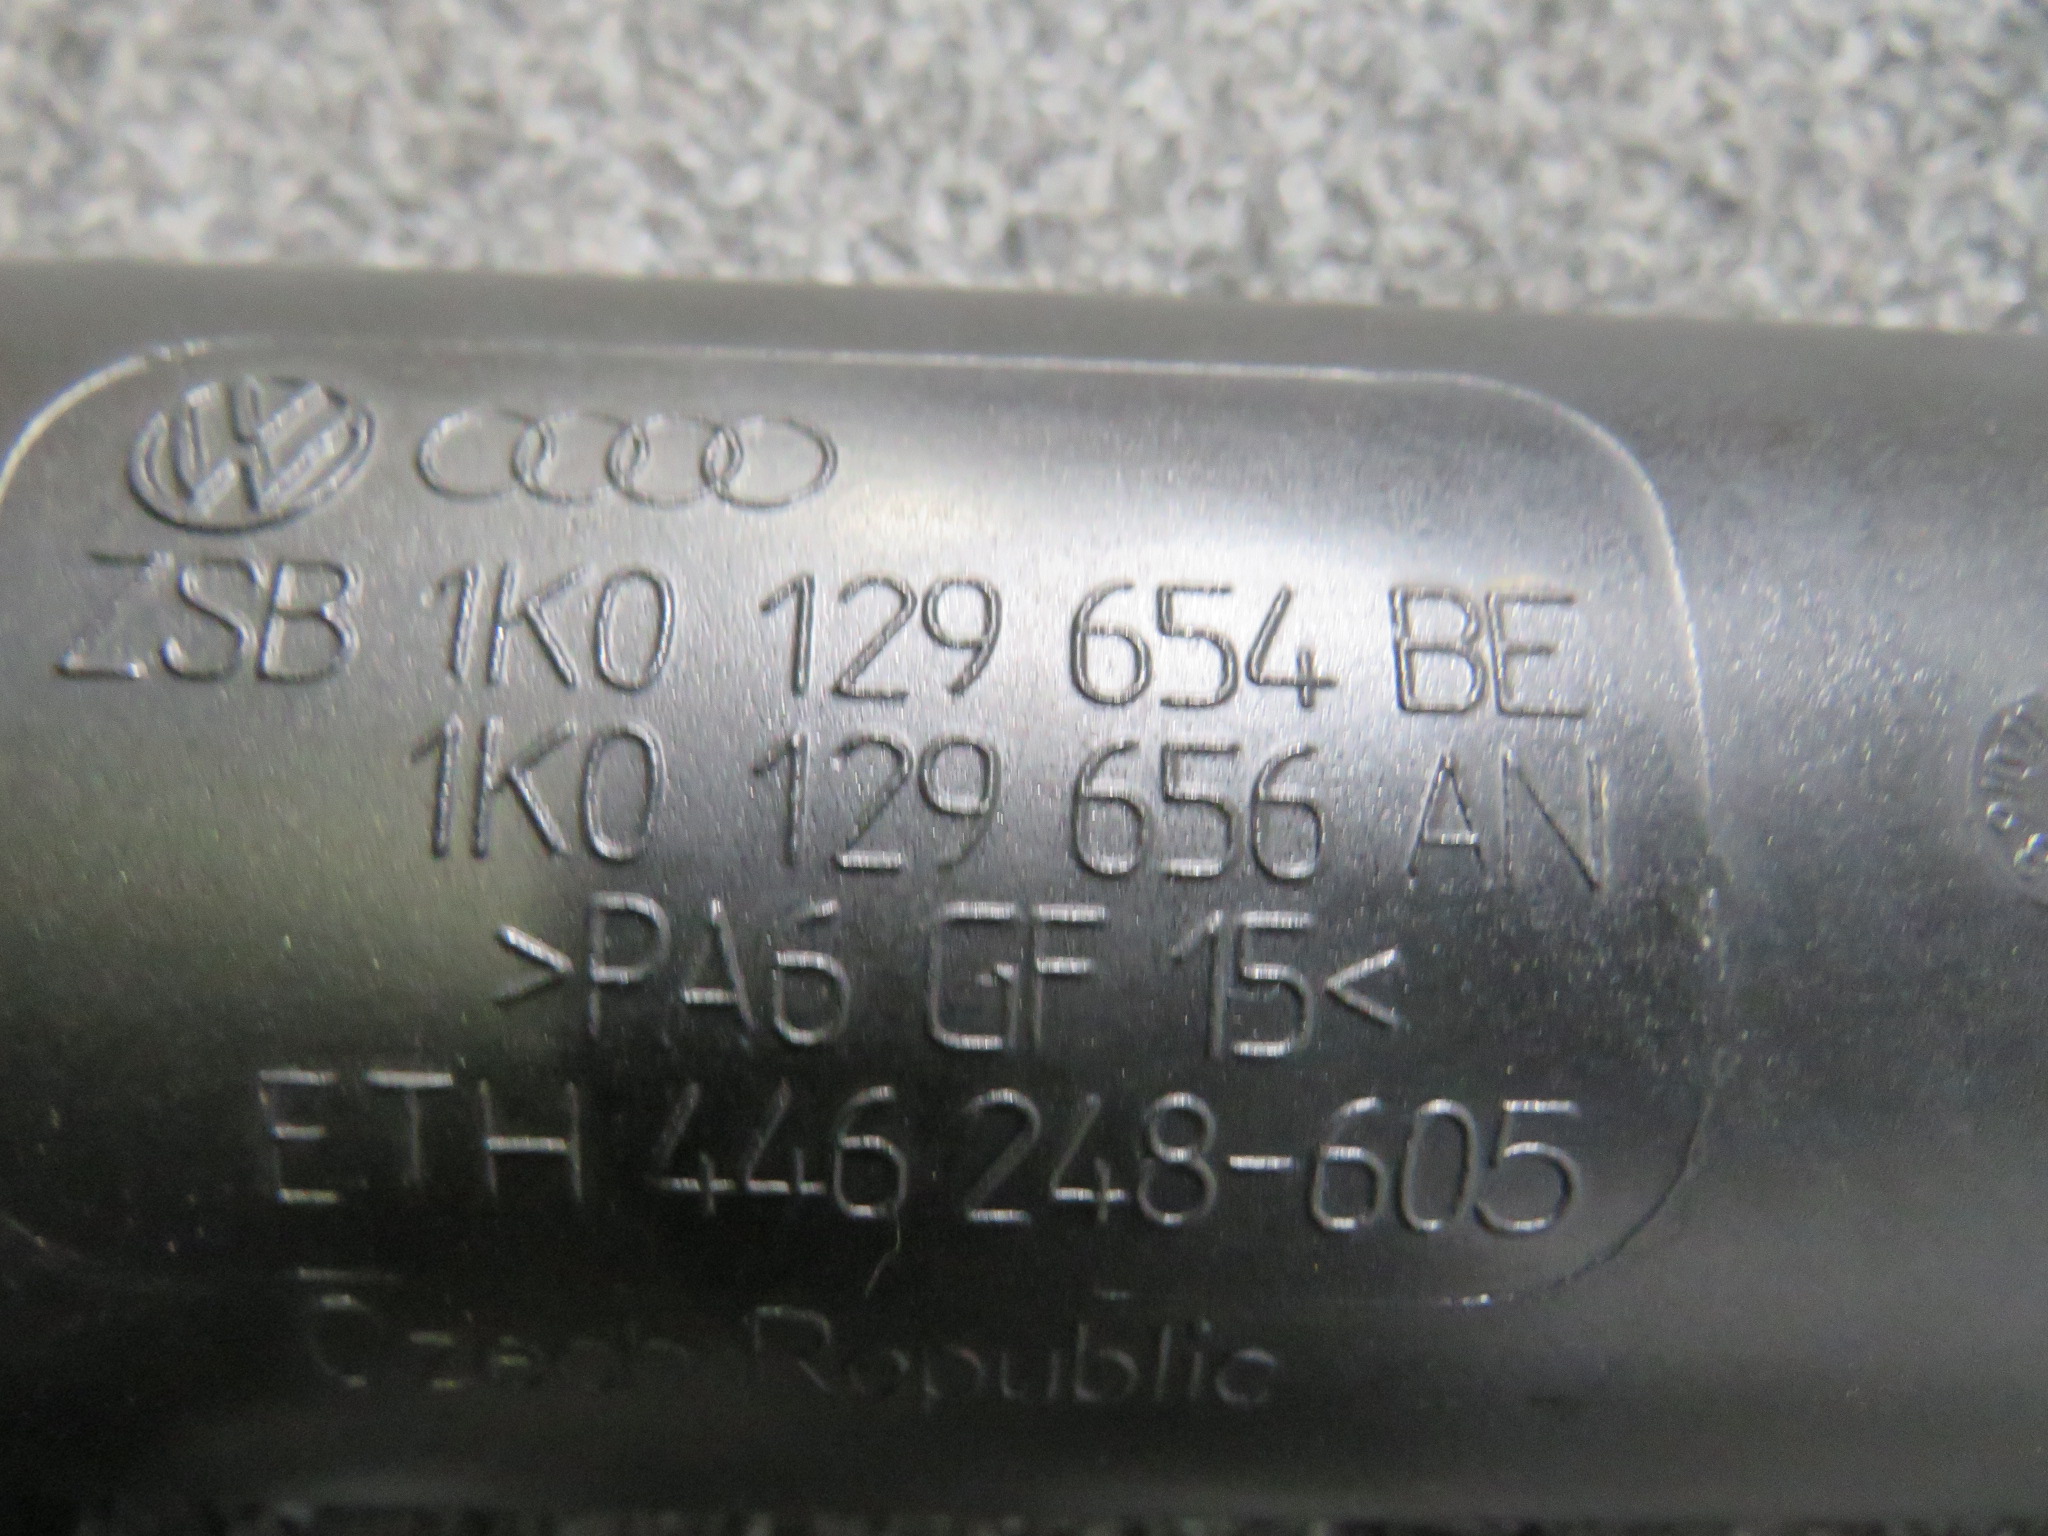 ZSB 1K0 129 654 BE
1K0 129 656 AN
>PA6 GF 15<
ETH 446 248-605
Czech Republic